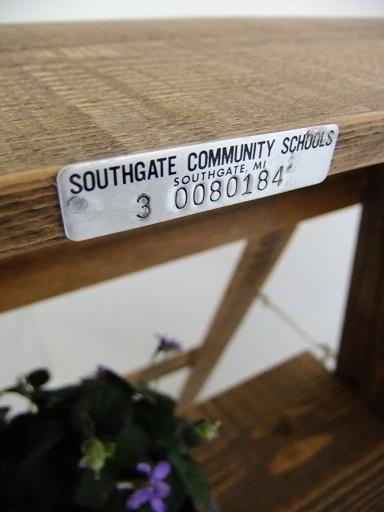 SOUTHGATE COMMUNITY SCHOOLS
SOUTHGATE, MI
3 0080184